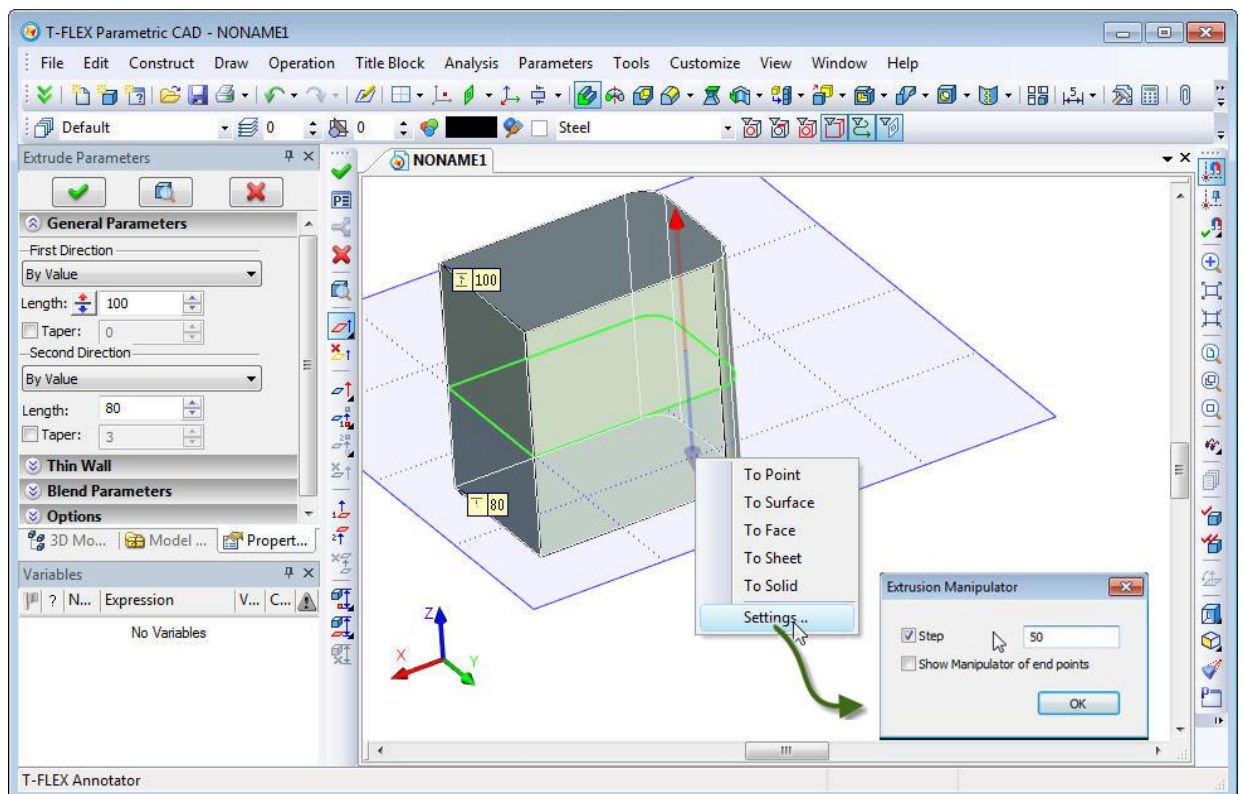 T-FLEX Parametric CAD - NONAME1
File Edit Construct Draw Operation Title Block Analysis Parameters Tools Customize View Window Help
Default 0 0 Steel
Extrude Parameters
NONAME1
General Parameters
First Direction
By Value
Length: 100
Taper: 0
Second Direction
By Value
Length: 80
Taper: 3
Thin Wall
Blend Parameters
Options
3D Mo... Model ... Propert...
Variables
? N... Expression V... C...
No Variables
100
80
Z
X
Y
To Point
To Surface
To Face
To Sheet
To Solid
Settings...
Extrusion Manipulator
Step 50
Show Manipulator of end points
OK
T-FLEX Annotator